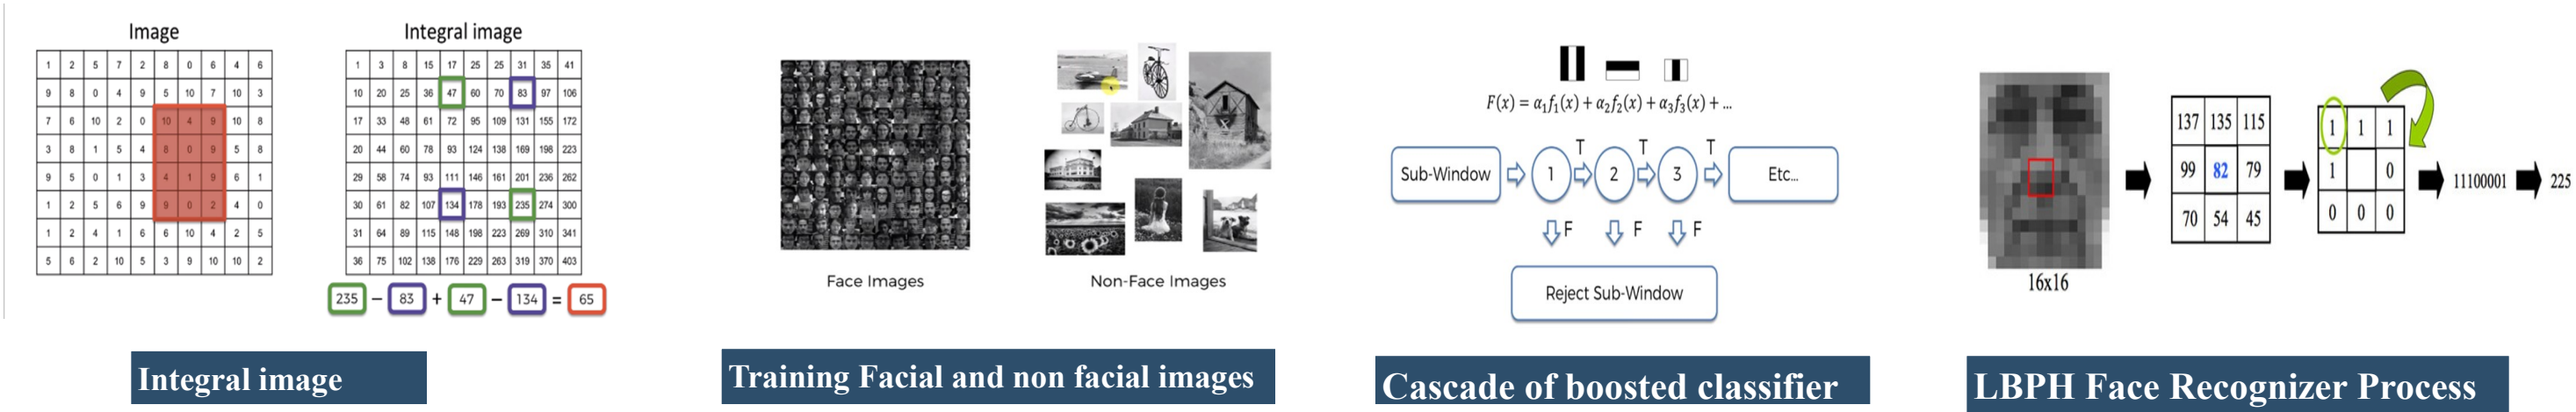 Image
1 2 5 7 2 8 0 6 4 6
9 8 0 4 9 5 10 7 10 3
7 6 10 2 0 10 4 9 10 8
3 8 1 5 4 8 0 9 5 8
9 5 0 1 3 4 1 9 6 1
1 2 5 6 9 9 0 2 4 0
1 2 4 1 6 6 10 4 2 5
5 6 2 10 5 3 9 10 10 2
Integral image
1 3 8 15 17 25 25 31 35 41
10 20 25 36 47 60 70 83 97 106
17 33 48 61 72 95 109 131 155 172
20 44 60 78 93 124 138 169 198 223
29 58 74 93 111 146 161 201 236 262
30 61 82 107 134 178 193 235 274 300
31 64 89 115 148 198 223 269 310 341
36 75 102 138 176 229 263 319 370 403
235 − 83 + 47 − 134 = 65
Integral image
Face Images
Non-Face Images
Training Facial and non facial images
F(x) = α₁f₁(x) + α₂f₂(x) + α₃f₃(x) + ...
T T T
Sub-Window 1 2 3 Etc...
F F F
Reject Sub-Window
Cascade of boosted classifier
16x16
137 135 115
99 82 79
70 54 45
1 1 1
1 0
0 0 0
11100001
225
LBPH Face Recognizer Process